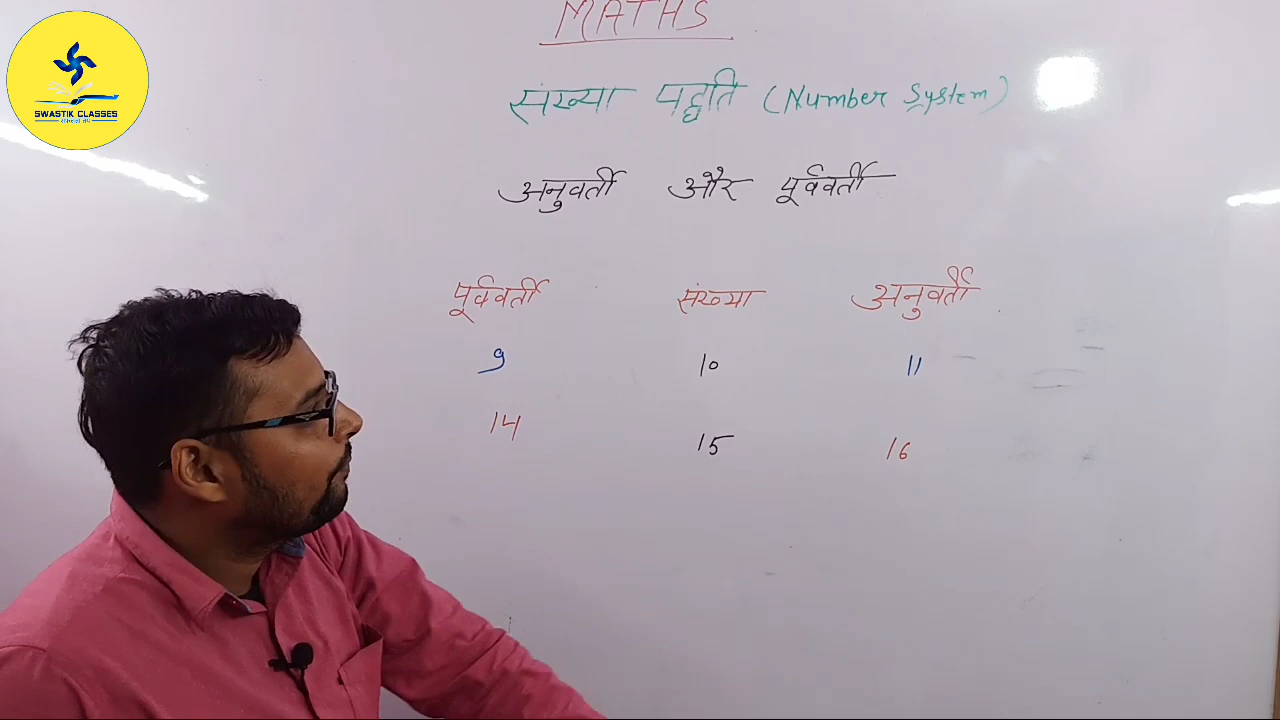 MATHS
SWASTIK CLASSES
संख्या पद्धति (Number System)
अनुवर्ती और पूर्ववर्ती
पूर्ववर्ती संख्या अनुवर्ती
9 10 11
14 15 16